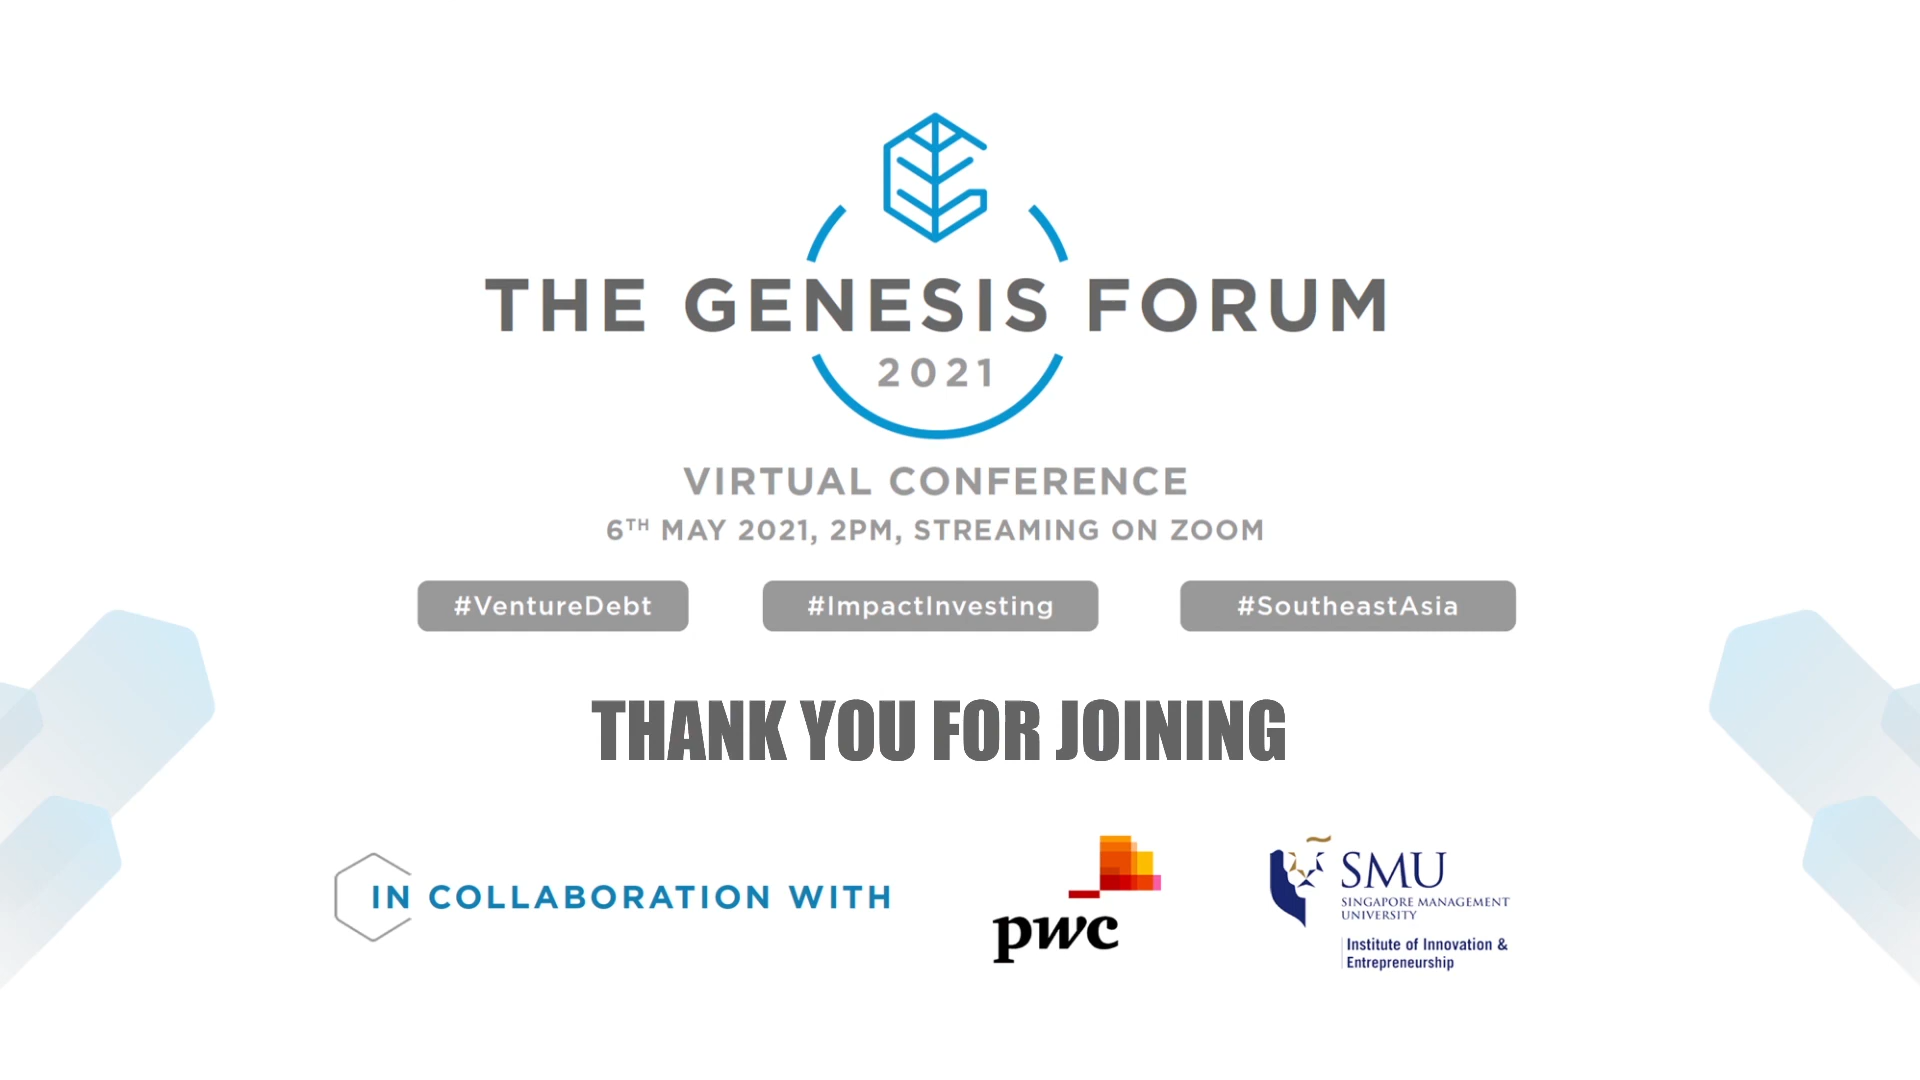 THE GENESIS FORUM
2021
VIRTUAL CONFERENCE
6TH MAY 2021, 2PM, STREAMING ON ZOOM
#VentureDebt #ImpactInvesting #SoutheastAsia
THANK YOU FOR JOINING
IN COLLABORATION WITH
pwc
SMU
SINGAPORE MANAGEMENT
UNIVERSITY
Institute of Innovation &
Entrepreneurship